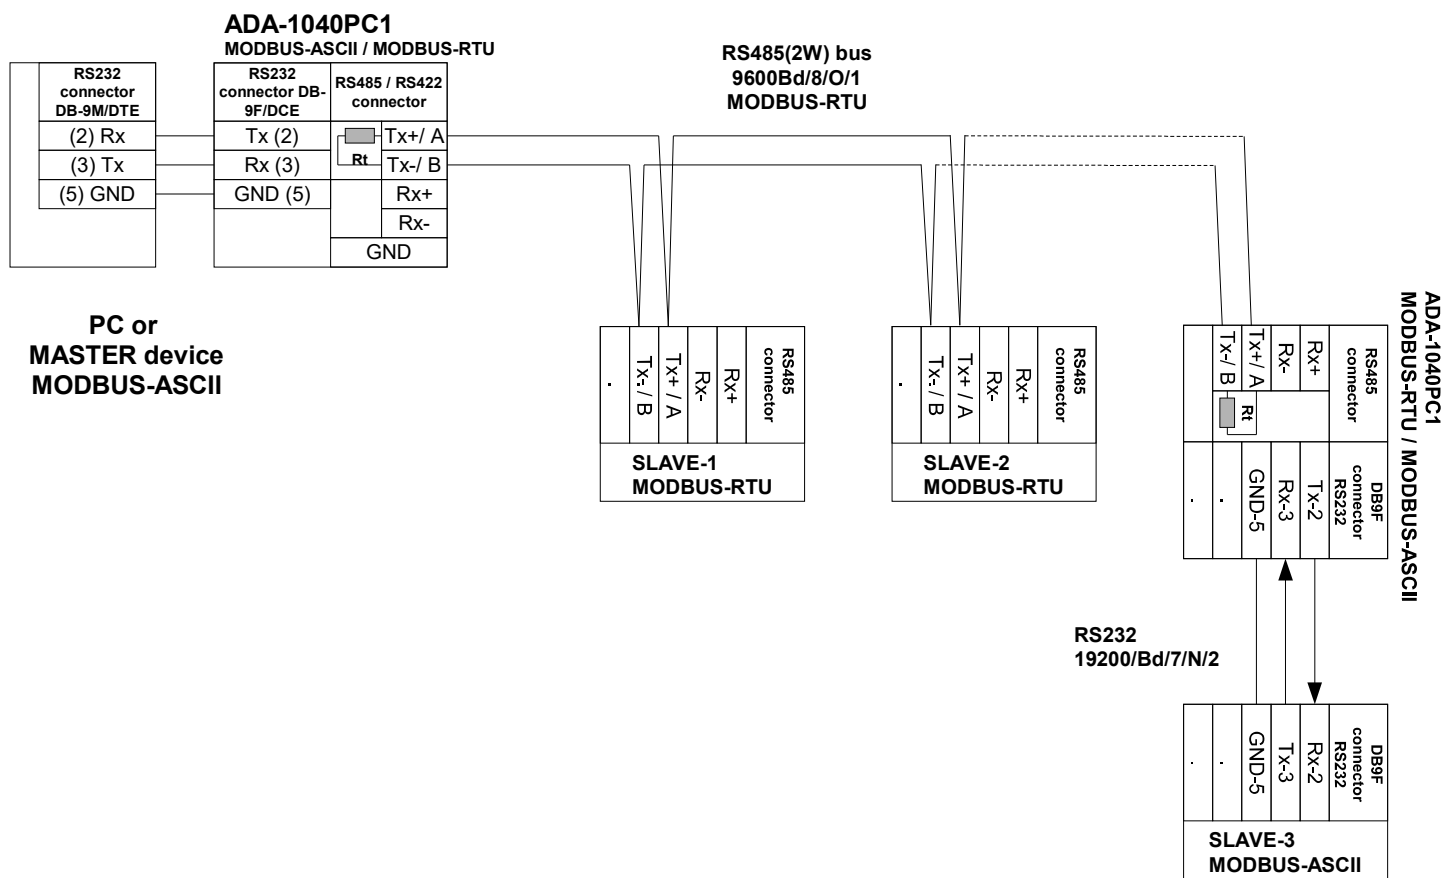 ADA-1040PC1
MODBUS-ASCII / MODBUS-RTU
RS232
connector
DB-9M/DTE
(2) Rx
(3) Tx
(5) GND
RS232
connector DB-
9F/DCE
Tx (2)
Rx (3)
GND (5)
RS485 / RS422
connector
Rt
Tx+/ A
Tx-/ B
Rx+
Rx-
GND
PC or
MASTER device
MODBUS-ASCII
RS485(2W) bus
9600Bd/8/O/1
MODBUS-RTU
RS485
connector
Rx+
Rx-
Tx+ / A
Tx- / B
.
SLAVE-1
MODBUS-RTU
RS485
connector
Rx+
Rx-
Tx+ / A
Tx- / B
.
SLAVE-2
MODBUS-RTU
ADA-1040PC1
MODBUS-RTU / MODBUS-ASCII
RS485
connector
Rx+
Rx-
Tx+/ A
Tx-/ B
Rt
DB9F
connector
RS232
Tx-2
Rx-3
GND-5
.
.
RS232
19200/Bd/7/N/2
DB9F
connector
RS232
Rx-2
Tx-3
GND-5
.
.
SLAVE-3
MODBUS-ASCII